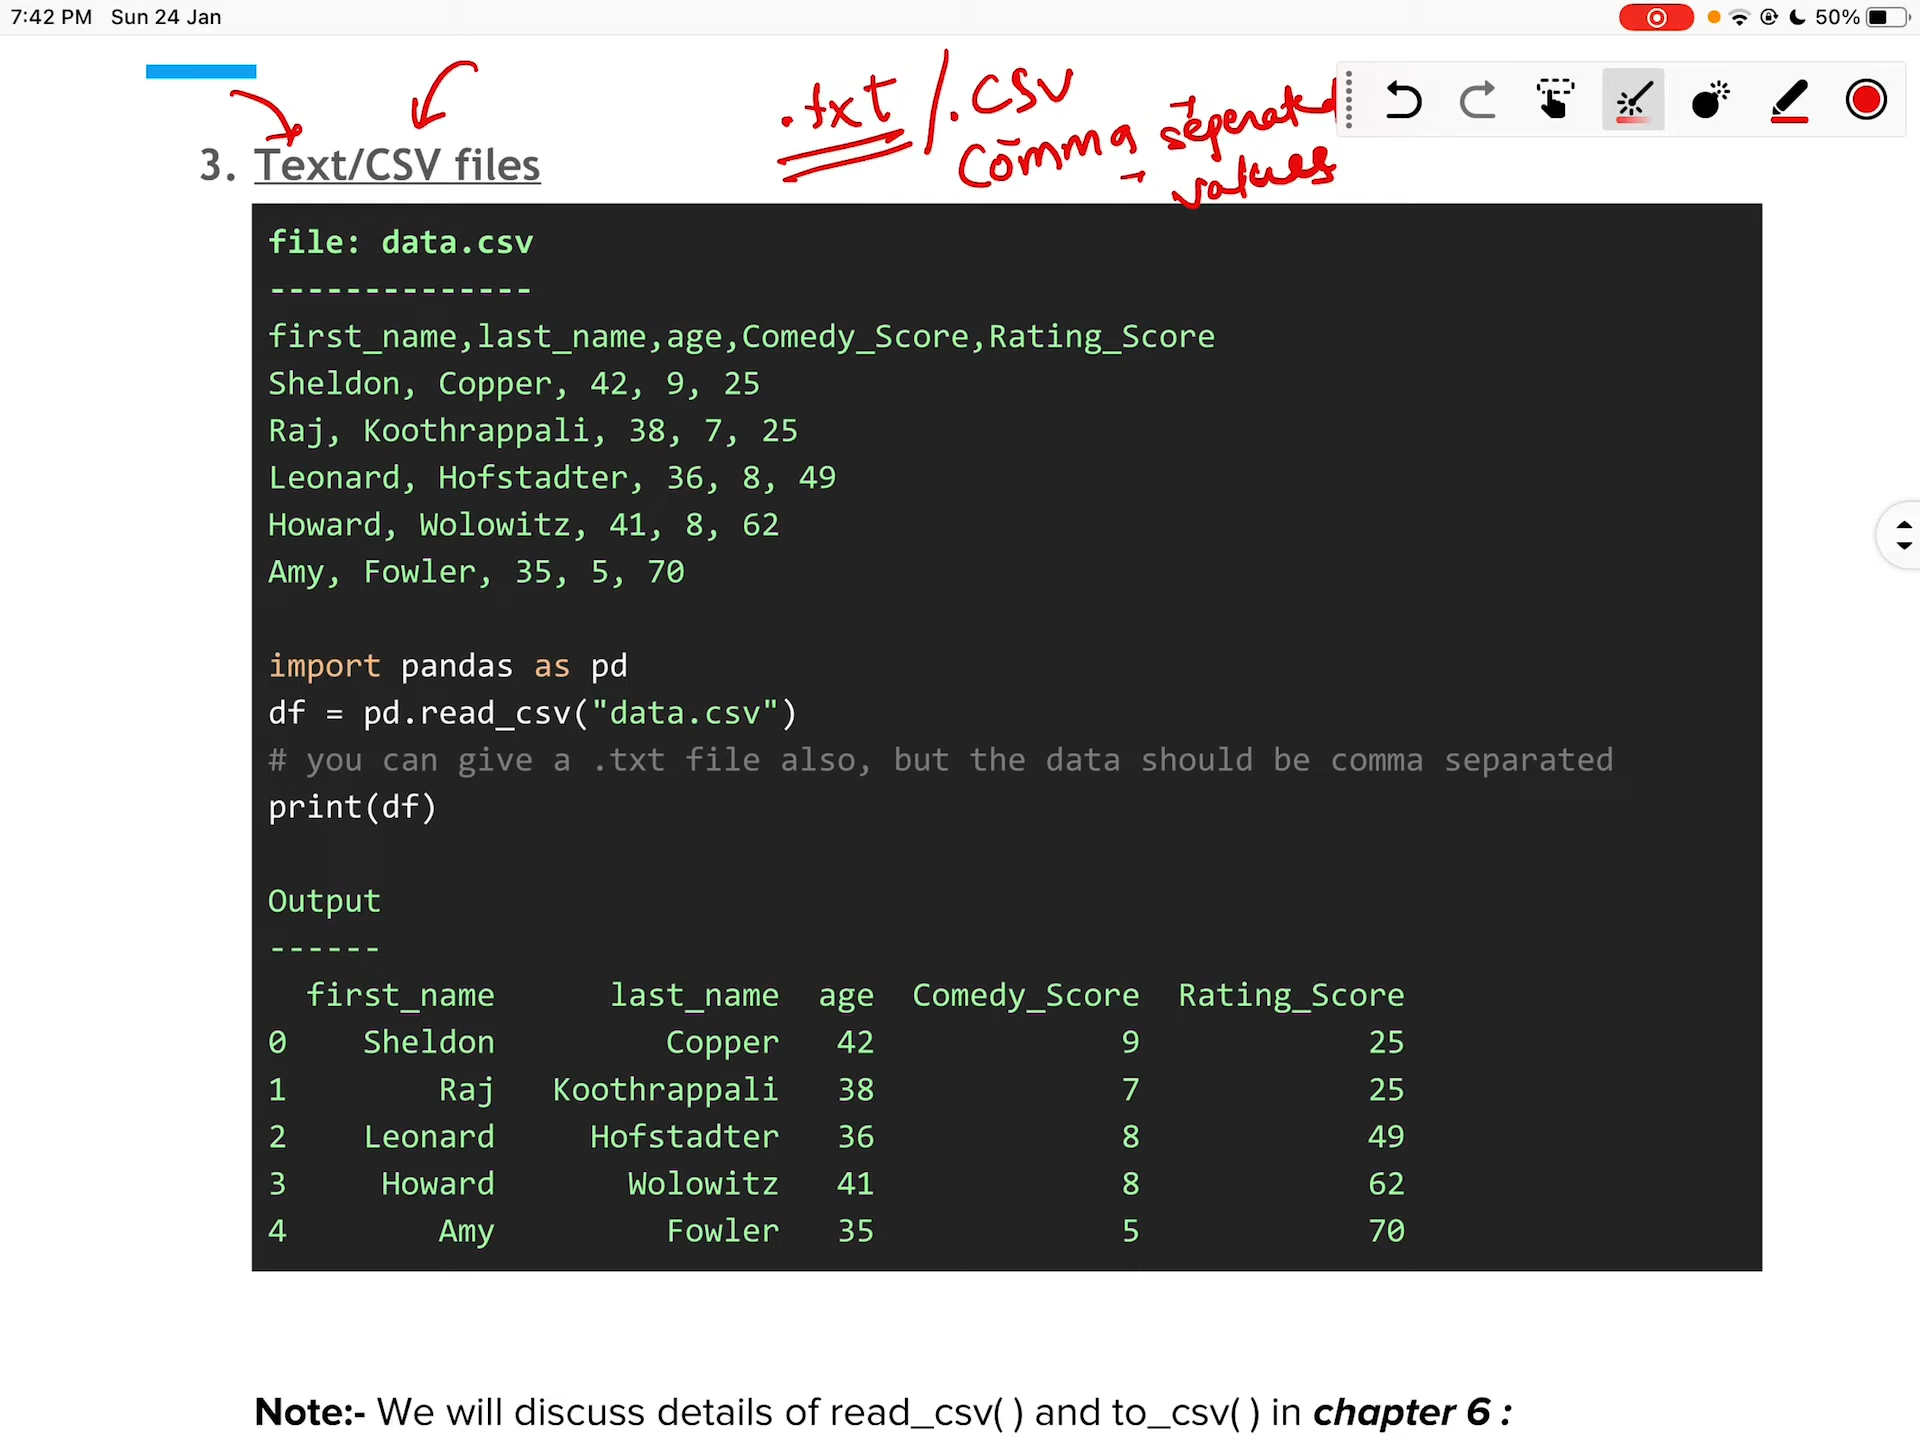 7:42 PM Sun 24 Jan
50%
.txt / .CSV
Comma seperated
values
3. Text/CSV files
file: data.csv
--------------
first_name,last_name,age,Comedy_Score,Rating_Score
Sheldon, Copper, 42, 9, 25
Raj, Koothrappali, 38, 7, 25
Leonard, Hofstadter, 36, 8, 49
Howard, Wolowitz, 41, 8, 62
Amy, Fowler, 35, 5, 70
import pandas as pd
df = pd.read_csv("data.csv")
# you can give a .txt file also, but the data should be comma separated
print(df)
Output
------
first_name last_name age Comedy_Score Rating_Score
0 Sheldon Copper 42 9 25
1 Raj Koothrappali 38 7 25
2 Leonard Hofstadter 36 8 49
3 Howard Wolowitz 41 8 62
4 Amy Fowler 35 5 70
Note:- We will discuss details of read_csv() and to_csv() in chapter 6 :